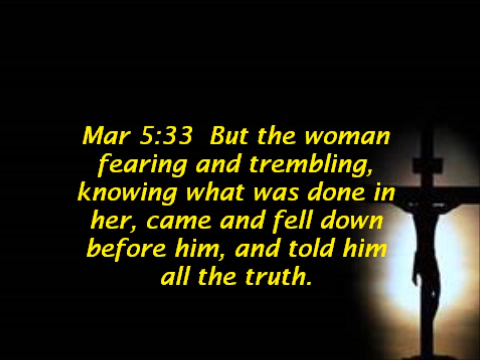 Mar 5:33  But the woman
fearing and trembling,
knowing what was done in
her, came and fell down
before him, and told him
all the truth.